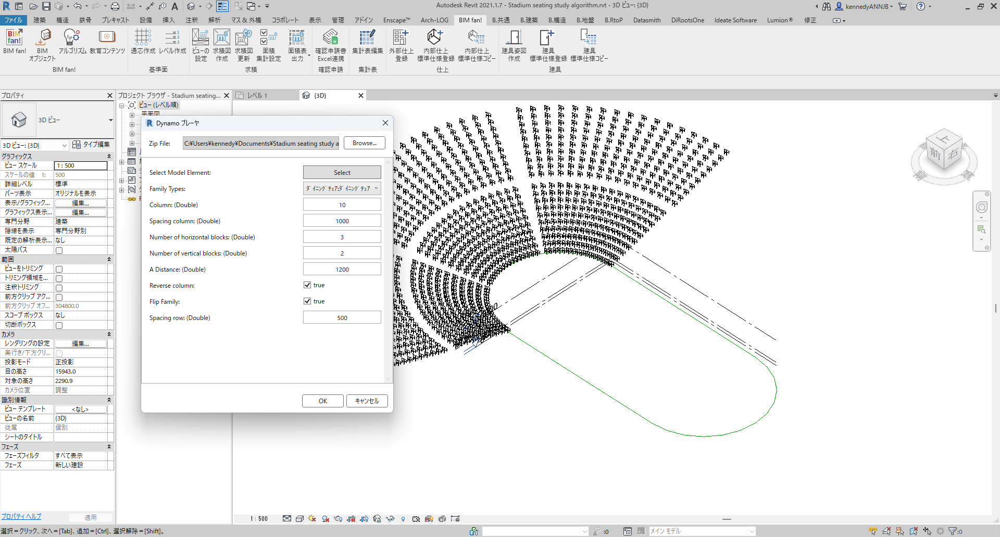 Autodesk Revit 2021.1.7 - Stadium seating study algorithm.rvt - 3D ビュー: {3D}
kennedyANNJB
ファイル 建築 構造 鉄骨 プレキャスト 設備 挿入 注釈 解析 マス & 外構 コラボレート 表示 管理 アドイン Enscape™ Arch-LOG BIM fan! B.共通 B.建築 B.構造 B.地盤 B.RtoP Datasmith DiRootsOne Ideate Software Lumion® 修正
BIM fan!
BIM オブジェクト
アルゴリズム
教育コンテンツ
通芯作成
レベル作成
ビューの 設定
求積図 作成
求積図 更新
面積 集計設定
面積表 出力
確認申請書 Excel連携
集計表編集
外部仕上 登録
内部仕上 標準仕様登録
内部仕上 標準仕様コピー
建具姿図 作成
建具 標準仕様登録
建具 標準仕様コピー
BIM fan! 基準面 求積 確認申請 集計表 仕上 建具
プロパティ
3D ビュー
3D ビュー: {3D} タイプ編集
グラフィックス
ビュー スケール 1 : 500
スケールの値 1: 500
詳細レベル 標準
パーツ表示 オリジナルを表示
表示/グラフィック... 編集...
グラフィックス表示... 編集...
専門分野 建築
隠線を表示 専門分野別
既定の解析表示... なし
太陽パス
範囲
ビューをトリミング
トリミング領域を...
注釈トリミング
前方クリップ アク...
前方クリップ オフ... 304800.0
スコープ ボックス なし
切断ボックス
カメラ
レンダリングの設定 編集...
奥行き/下方クリ...
投影モード 正投影
目の高さ 15943.0
対象の高さ 2290.9
カメラ位置 調整
識別情報
ビュー テンプレート <なし>
ビューの名前 {3D}
従属 個別
シートのタイトル
フェーズ
フェーズフィルタ すべて表示
フェーズ 新しい建設
プロパティ ヘルプ 適用
プロジェクト ブラウザ - Stadium seating...
ビュー (レベル順)
平面図
レベル 1
{3D}
Dynamo プレーヤ
Zip File: C:¥Users¥kennedy¥Documents¥Stadium seating study a Browse...
Select Model Element: Select
Family Types: ダイニングチェア:ダイニングチェア
Column: (Double) 10
Spacing column: (Double) 1000
Number of horizontal blocks: (Double) 3
Number of vertical blocks: (Double) 2
A Distance: (Double) 1200
Reverse column: true
Flip Family: true
Spacing row: (Double) 500
OK キャンセル
上
前 右
1 : 500
選択＝クリック、次へ＝[Tab]、追加＝[Ctrl]、選択解除＝[Shift]。
:0
メイン モデル
:0